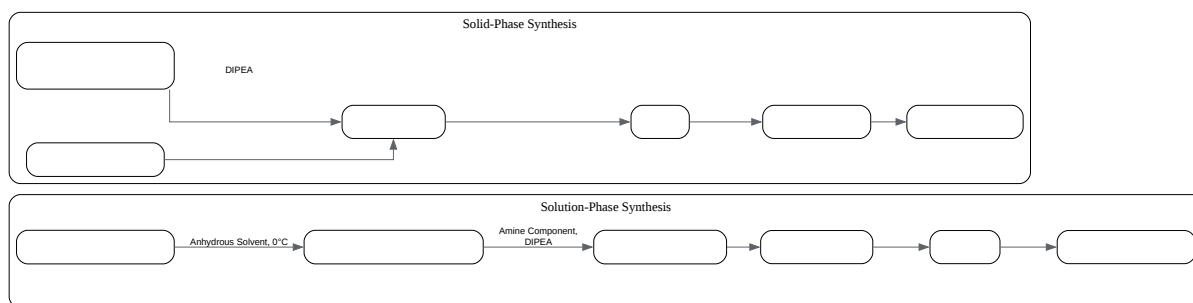 Solid-Phase Synthesis
DIPEA
Solution-Phase Synthesis
Anhydrous Solvent, 0°C
Amine Component,
DIPEA